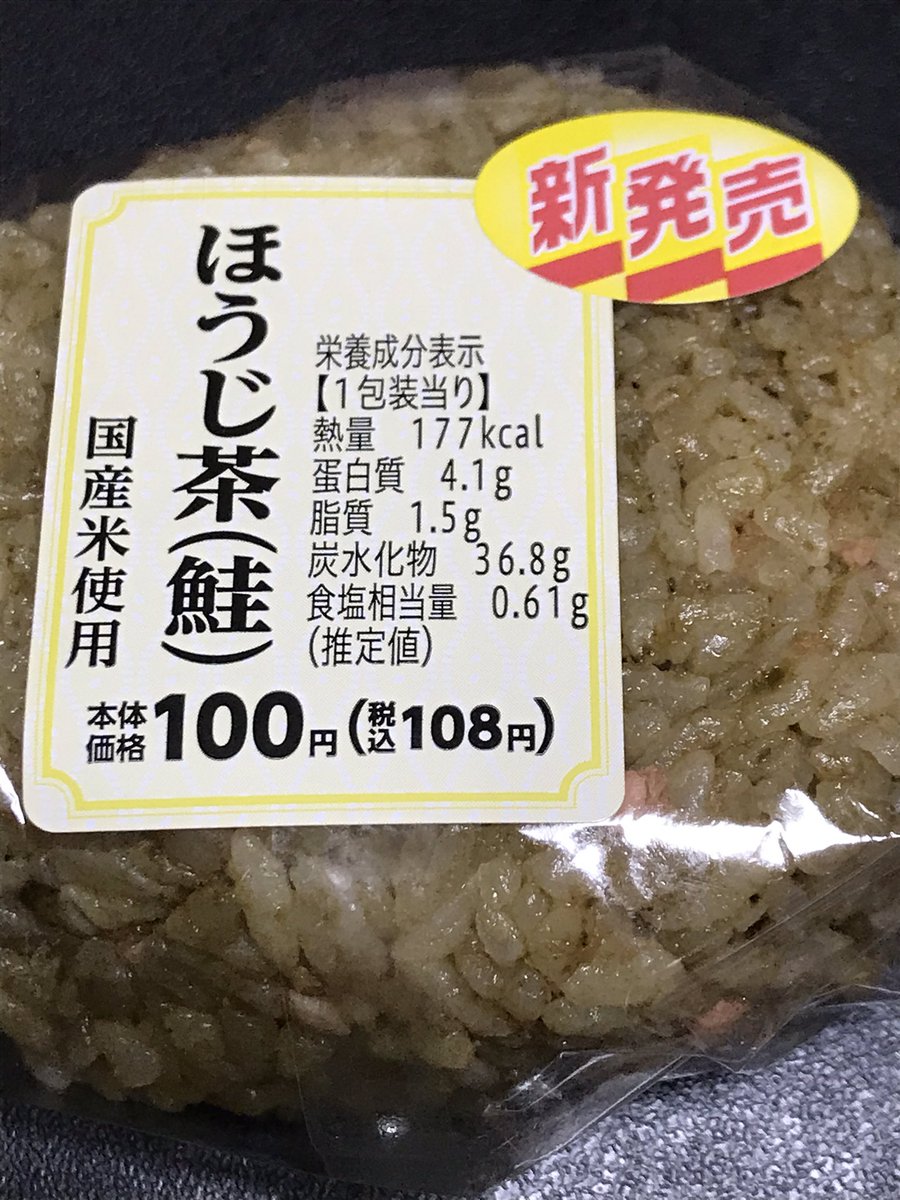 新発売
ほうじ茶(鮭)
国産米使用
栄養成分表示
【1包装当り】
熱量 177kcal
蛋白質 4.1g
脂質 1.5g
炭水化物 36.8g
食塩相当量 0.61g
(推定値)
本体価格100円(税込108円)